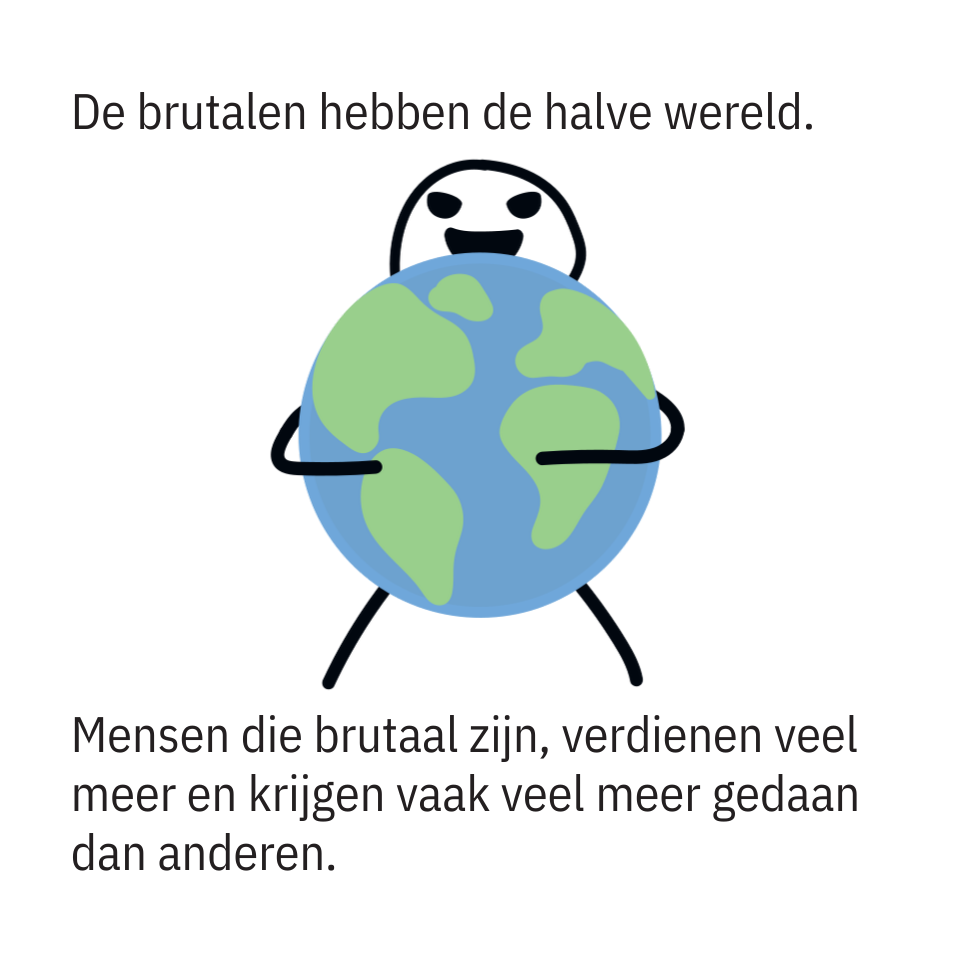 De brutalen hebben de halve wereld.
Mensen die brutaal zijn, verdienen veel
meer en krijgen vaak veel meer gedaan
dan anderen.